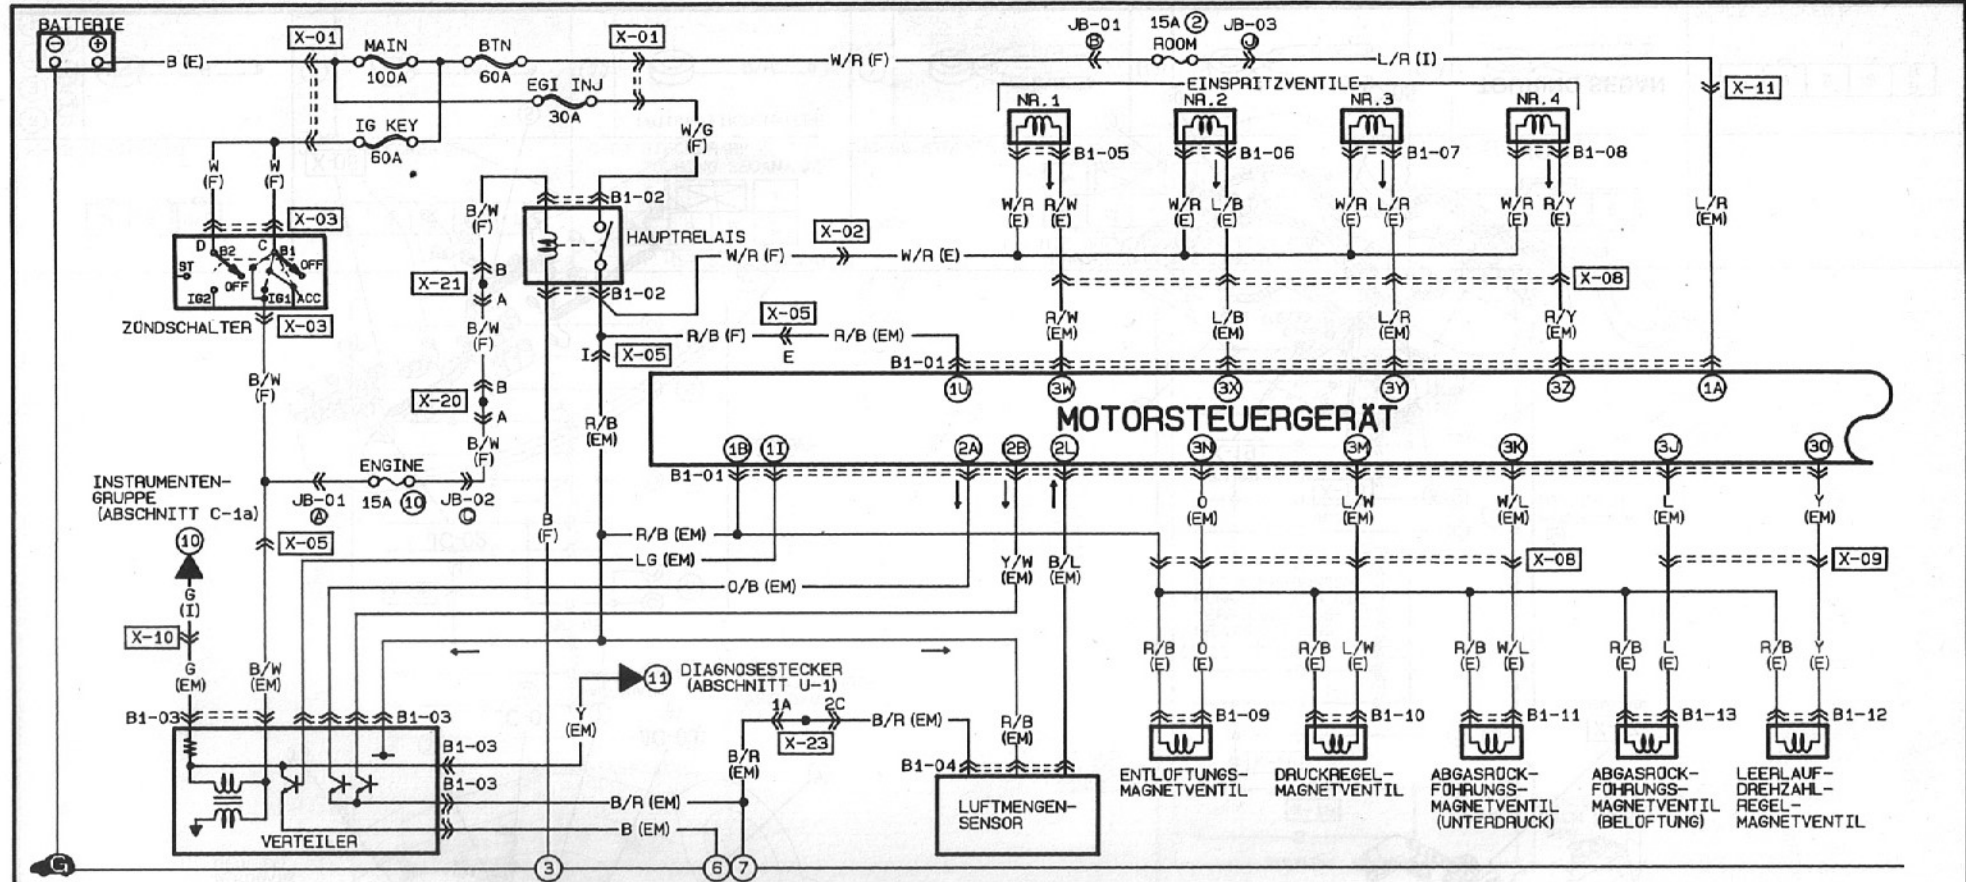 BATTERIE
X-01
MAIN
100A
BTN
60A
X-01
JB-01
B
15A 2
ROOM
JB-03
J
B (E)
W/R (F)
L/R (I)
EGI INJ
30A
EINSPRITZVENTILE
X-11
NR.1
NR.2
NR.3
NR.4
IG KEY
60A
W/G
(F)
B1-05
B1-06
B1-07
B1-08
W
(F)
W
(F)
B/W
(F)
B1-02
W/R
(E)
R/W
(E)
W/R
(E)
L/B
(E)
W/R
(E)
L/R
(E)
W/R
(E)
R/Y
(E)
L/R
(EM)
X-03
D
C
B2
B1
ST
OFF
OFF
IG2
IG1
ACC
HAUPTRELAIS
X-02
W/R (F)
W/R (E)
X-21
B
A
B1-02
X-08
ZÜNDSCHALTER
X-03
B/W
(F)
R/B (F)
X-05
E
R/B (EM)
I
X-05
R/W
(EM)
L/B
(EM)
L/R
(EM)
R/Y
(EM)
B1-01
B/W
(F)
X-20
B
A
1U
3W
3X
3Y
3Z
1A
MOTORSTEUERGERÄT
R/B
(EM)
B/W
(F)
1B
1I
2A
2B
2L
3N
3M
3K
3J
3O
B1-01
INSTRUMENTEN-
GRUPPE
(ABSCHNITT C-1a)
ENGINE
JB-01
A
15A 10
JB-02
C
10
X-05
B
(F)
R/B (EM)
LG (EM)
O/B (EM)
Y/W
(EM)
B/L
(EM)
O
(EM)
L/W
(EM)
W/L
(EM)
L
(EM)
Y
(EM)
X-08
X-09
G
(I)
X-10
G
(EM)
B/W
(EM)
11
DIAGNOSESTECKER
(ABSCHNITT U-1)
R/B
(E)
O
(E)
R/B
(E)
L/W
(E)
R/B
(E)
W/L
(E)
R/B
(E)
L
(E)
R/B
(E)
Y
(E)
B1-03
B1-03
Y
(EM)
1A
2C
X-23
B/R (EM)
R/B
(EM)
B1-09
B1-10
B1-11
B1-13
B1-12
B1-03
B1-03
B/R
(EM)
B1-04
B/R (EM)
B (EM)
VERTEILER
LUFTMENGEN-
SENSOR
ENTLÜFTUNGS-
MAGNETVENTIL
DRUCKREGEL-
MAGNETVENTIL
ABGASRÜCK-
FÜHRUNGS-
MAGNETVENTIL
(UNTERDRUCK)
ABGASRÜCK-
FÜHRUNGS-
MAGNETVENTIL
(BELÜFTUNG)
LEERLAUF-
DREHZAHL-
REGEL-
MAGNETVENTIL
G
3
6
7